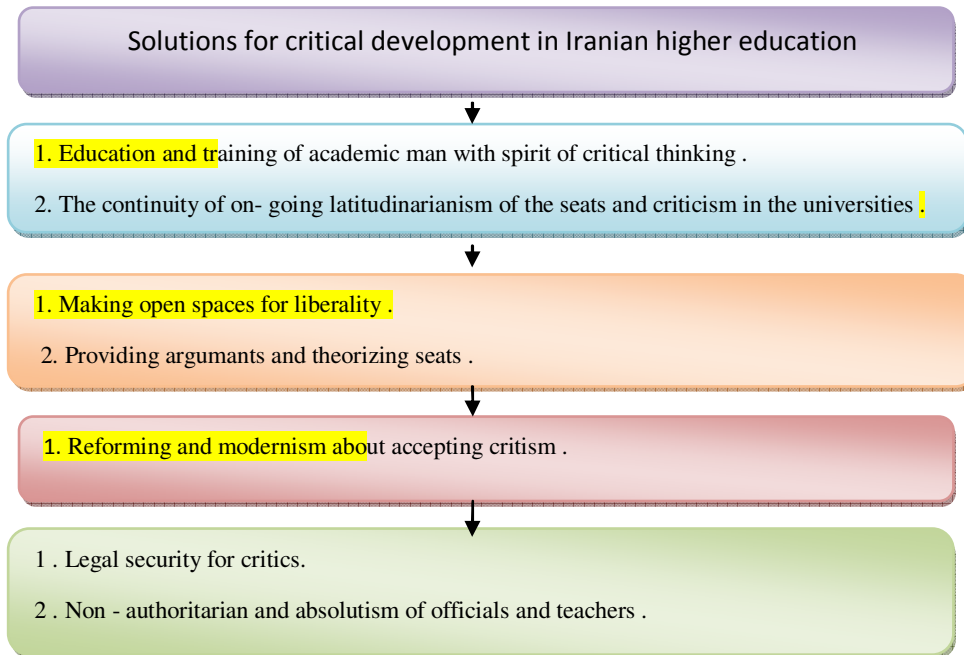 Solutions for critical development in Iranian higher education
1. Education and training of academic man with spirit of critical thinking .
2. The continuity of on- going latitudinarianism of the seats and criticism in the universities .
1. Making open spaces for liberality .
2. Providing argumants and theorizing seats .
1. Reforming and modernism about accepting critism .
1 . Legal security for critics.
2 . Non - authoritarian and absolutism of officials and teachers .